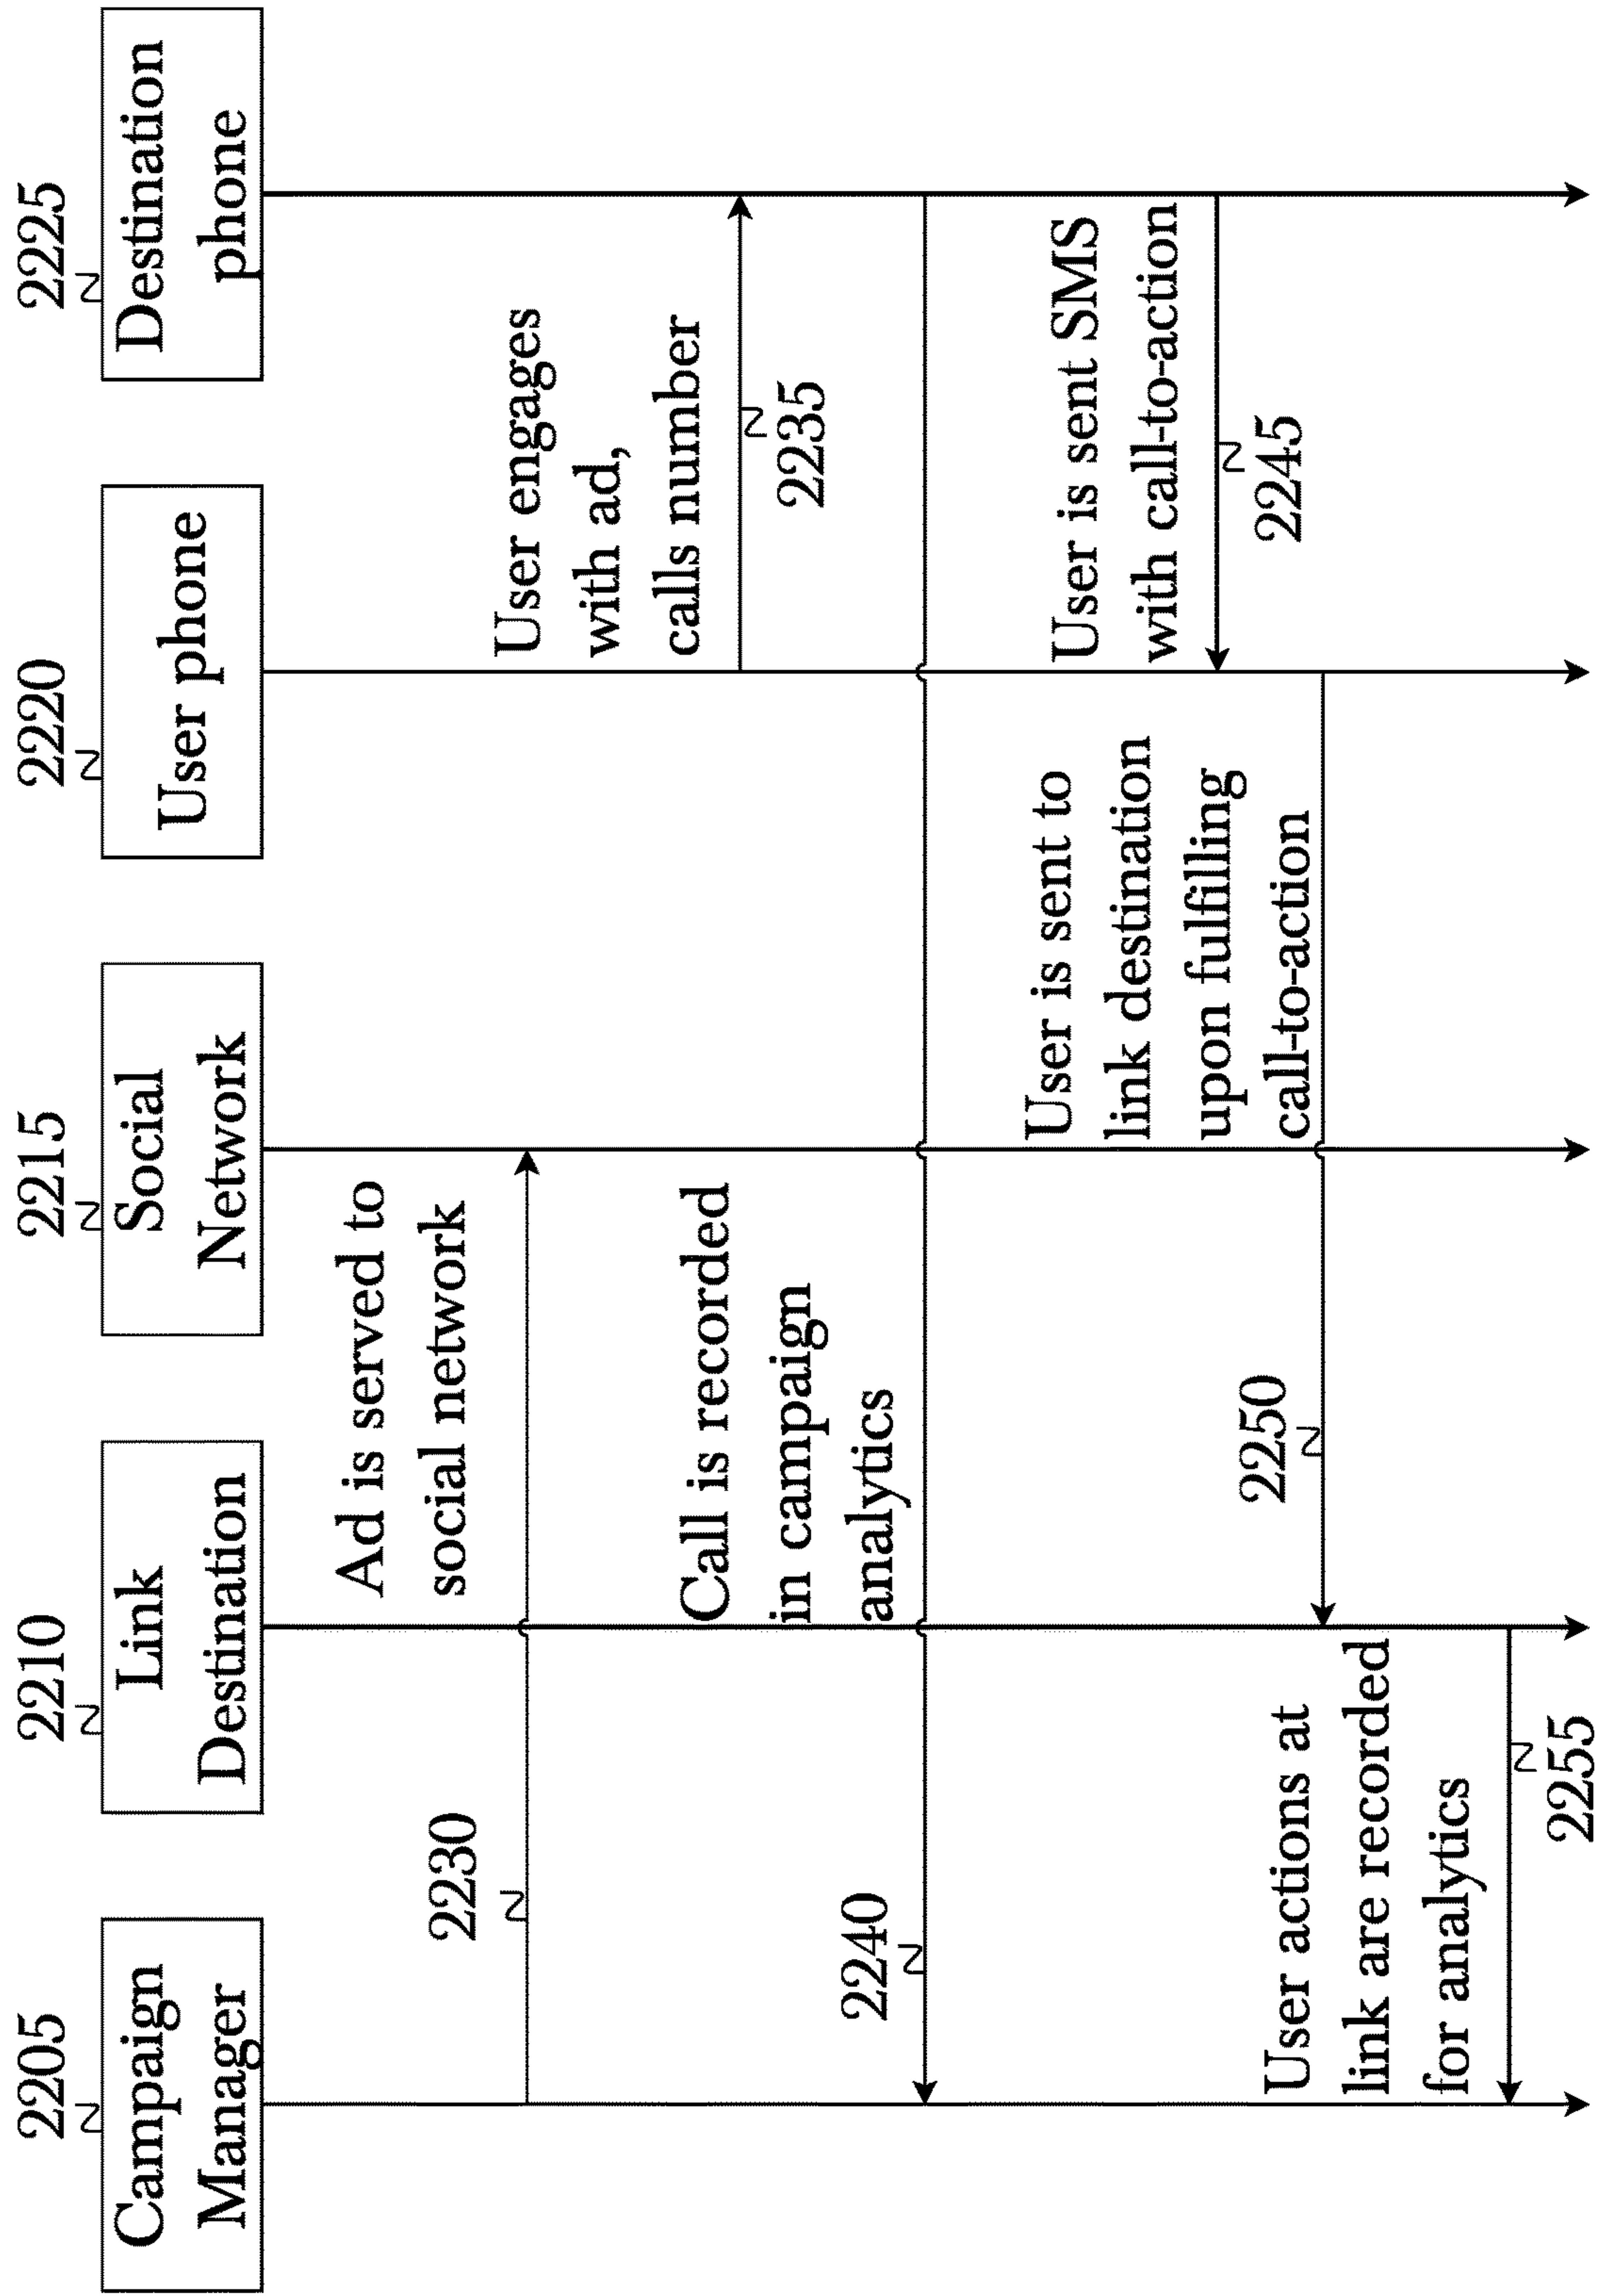 2205
Campaign
Manager
2210
Link
Destination
2215
Social
Network
2220
User phone
2225
Destination
phone
Ad is served to
social network
2230
User engages
with ad,
calls number
2235
Call is recorded
in campaign
analytics
2240
User is sent SMS
with call-to-action
2245
User is sent to
link destination
upon fulfilling
call-to-action
2250
User actions at
link are recorded
for analytics
2255